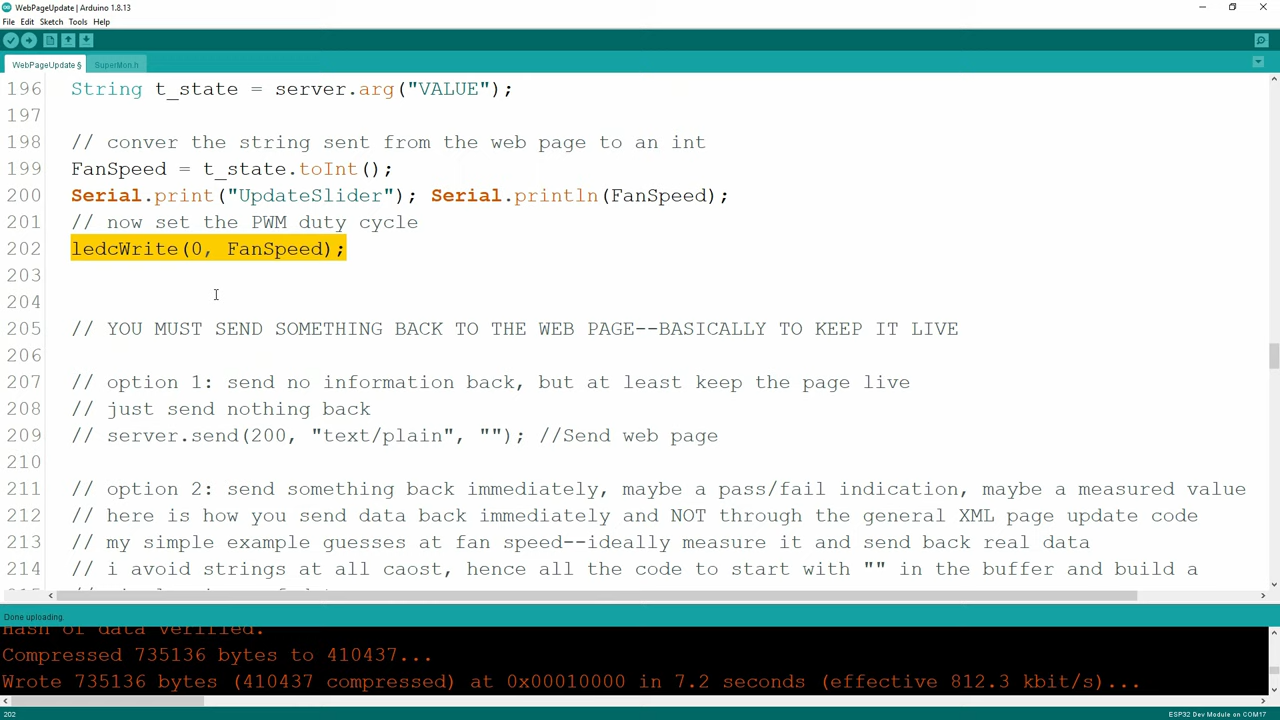 WebPageUpdate | Arduino 1.8.13
File Edit Sketch Tools Help
WebPageUpdate § SuperMon.h
196 String t_state = server.arg("VALUE");
197
198 // conver the string sent from the web page to an int
199 FanSpeed = t_state.toInt();
200 Serial.print("UpdateSlider"); Serial.println(FanSpeed);
201 // now set the PWM duty cycle
202 ledcWrite(0, FanSpeed);
203
204
205 // YOU MUST SEND SOMETHING BACK TO THE WEB PAGE--BASICALLY TO KEEP IT LIVE
206
207 // option 1: send no information back, but at least keep the page live
208 // just send nothing back
209 // server.send(200, "text/plain", ""); //Send web page
210
211 // option 2: send something back immediately, maybe a pass/fail indication, maybe a measured value
212 // here is how you send data back immediately and NOT through the general XML page update code
213 // my simple example guesses at fan speed--ideally measure it and send back real data
214 // i avoid strings at all caost, hence all the code to start with "" in the buffer and build a
Done uploading.
Hash of data verified.
Compressed 735136 bytes to 410437...
Wrote 735136 bytes (410437 compressed) at 0x00010000 in 7.2 seconds (effective 812.3 kbit/s)...
202 ESP32 Dev Module on COM17